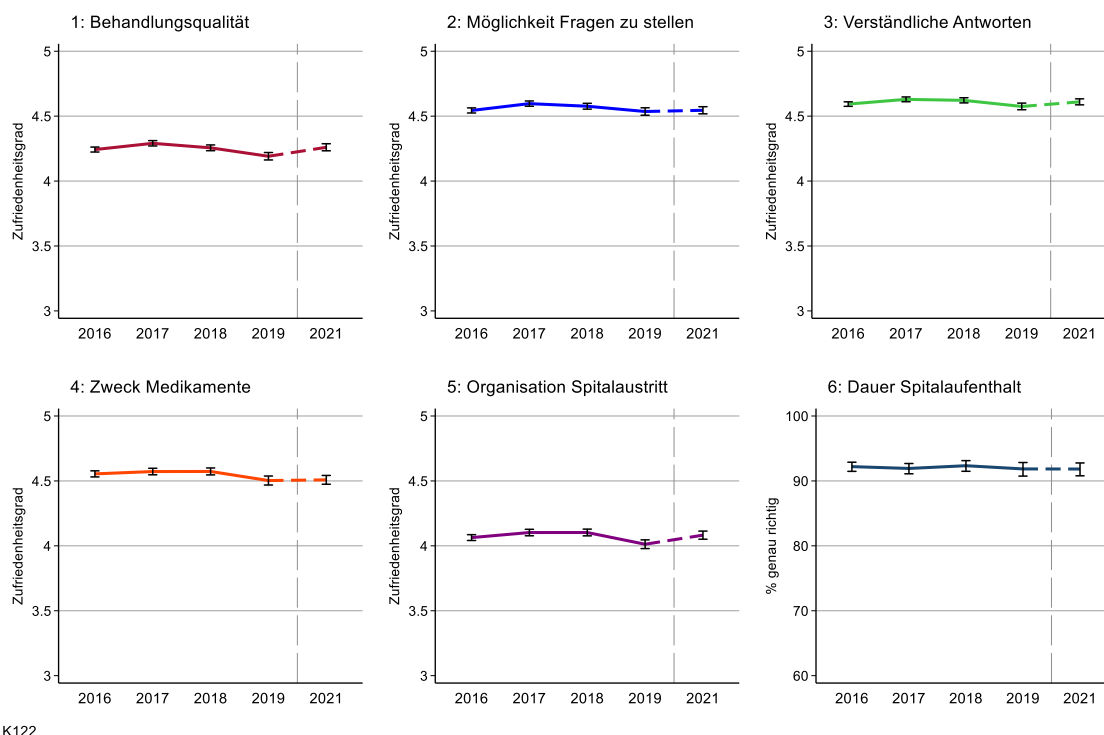 1: Behandlungsqualität
2: Möglichkeit Fragen zu stellen
3: Verständliche Antworten
5
4.5
4
3.5
3
Zufriedenheitsgrad
2016 2017 2018 2019 2021
5
4.5
4
3.5
3
Zufriedenheitsgrad
2016 2017 2018 2019 2021
5
4.5
4
3.5
3
Zufriedenheitsgrad
2016 2017 2018 2019 2021
4: Zweck Medikamente
5: Organisation Spitalaustritt
6: Dauer Spitalaufenthalt
5
4.5
4
3.5
3
Zufriedenheitsgrad
2016 2017 2018 2019 2021
5
4.5
4
3.5
3
Zufriedenheitsgrad
2016 2017 2018 2019 2021
100
90
80
70
60
% genau richtig
2016 2017 2018 2019 2021
K122